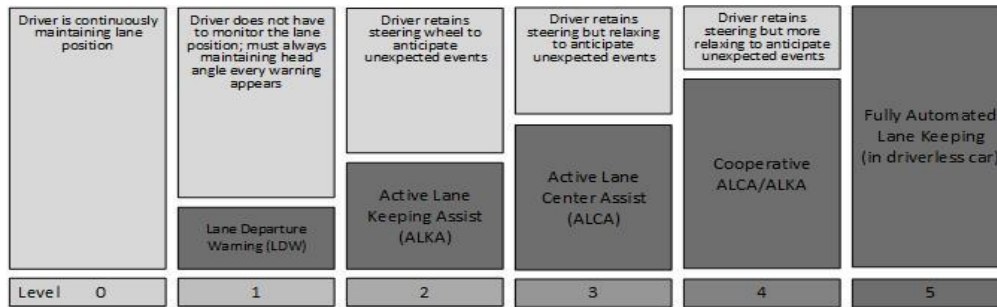 Driver is continuously
maintaining lane
position
Driver does not have
to monitor the lane
position; must always
maintaining head
angle every warning
appears
Driver retains
steering wheel to
anticipate
unexpected events
Driver retains
steering but relaxing
to anticipate
unexpected events
Driver retains
steering but more
relaxing to anticipate
unexpected events
Lane Departure
Warning (LDW)
Active Lane
Keeping Assist
(ALKA)
Active Lane
Center Assist
(ALCA)
Cooperative
ALCA/ALKA
Fully Automated
Lane Keeping
(in driverless car)
Level 0 1 2 3 4 5